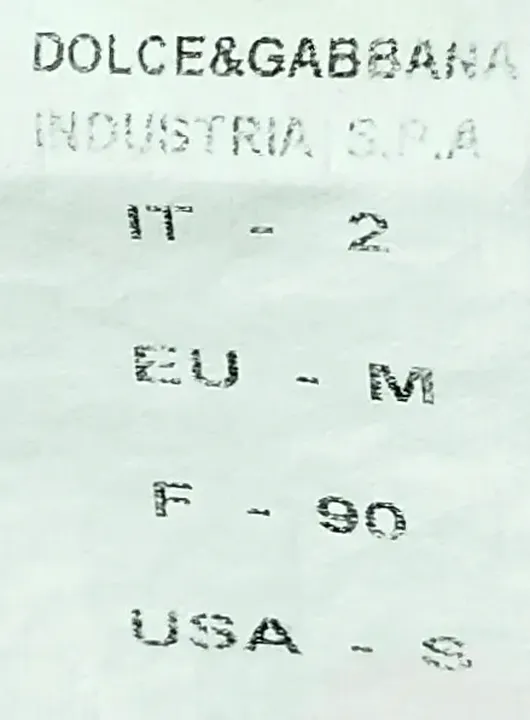 DOLCE&GABBANA
INDUSTRIA S.P.A
IT - 2
EU - M
F - 90
USA - S